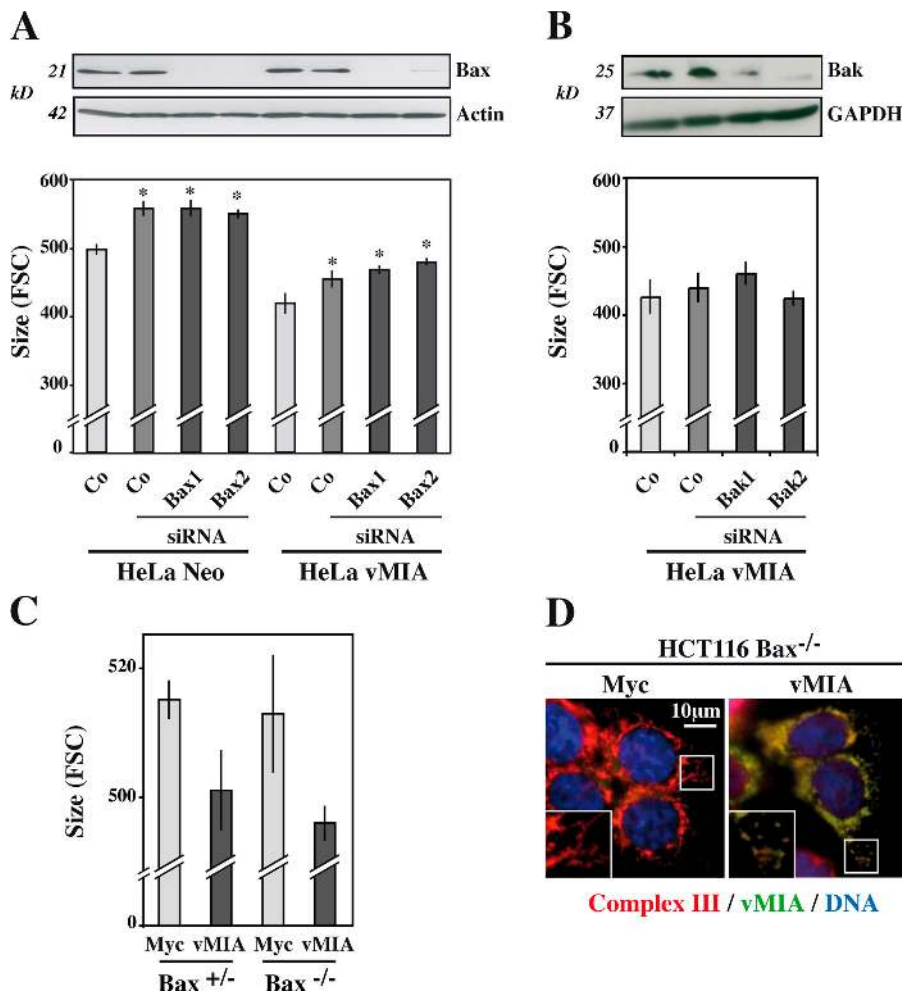 A
21
Bax
kD
42
Actin
600
* * *
500
*
* *
400
300
0
Size (FSC)
Co Co Bax1 Bax2 Co Co Bax1 Bax2
siRNA siRNA
HeLa Neo HeLa vMIA
B
25
Bak
kD
37
GAPDH
600
500
400
300
0
Size (FSC)
Co Co Bak1 Bak2
siRNA
HeLa vMIA
C
520
500
0
Size (FSC)
Myc vMIA Myc vMIA
Bax +/- Bax -/-
D
HCT116 Bax-/-
Myc vMIA
10µm
Complex III / vMIA / DNA